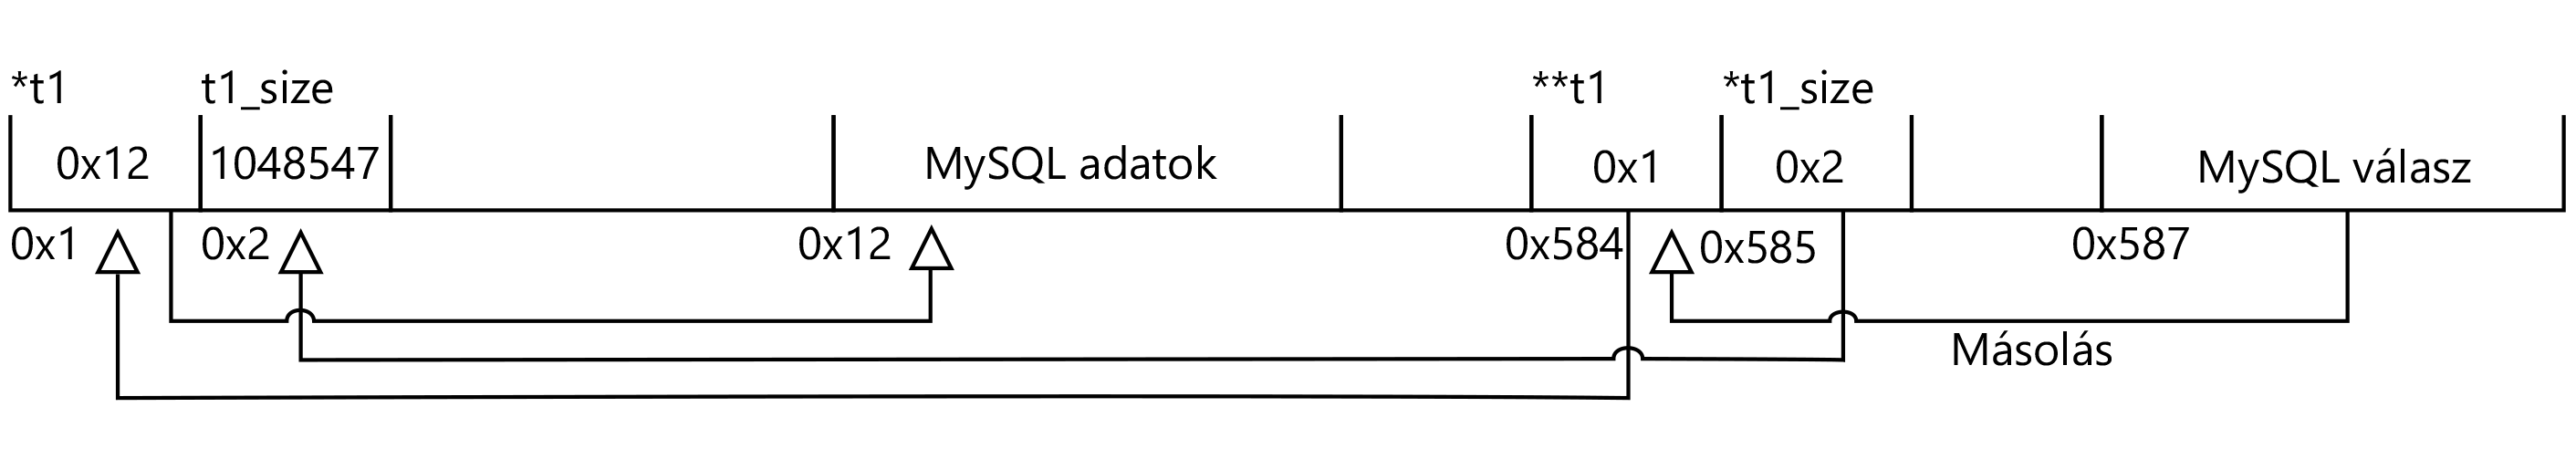 *t1 t1_size **t1 *t1_size
0x12 1048547 MySQL adatok 0x1 0x2 MySQL válasz
0x1 0x2 0x12 0x584 0x585 0x587
Másolás